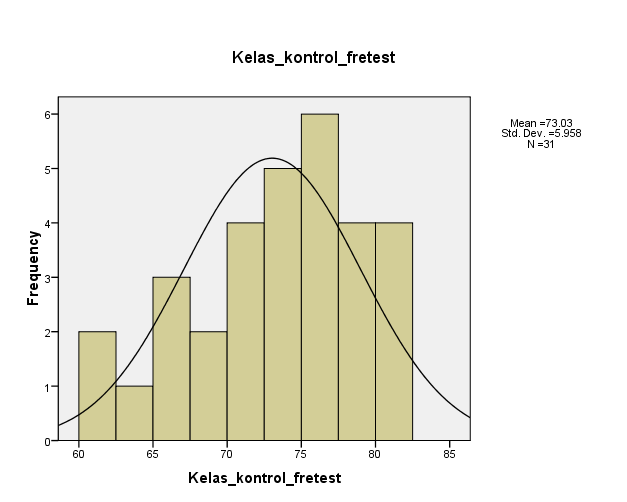 Kelas_kontrol_fretest
Mean =73.03
Std. Dev. =5.958
N =31
Frequency
6
5
4
3
2
1
0
60 65 70 75 80 85
Kelas_kontrol_fretest